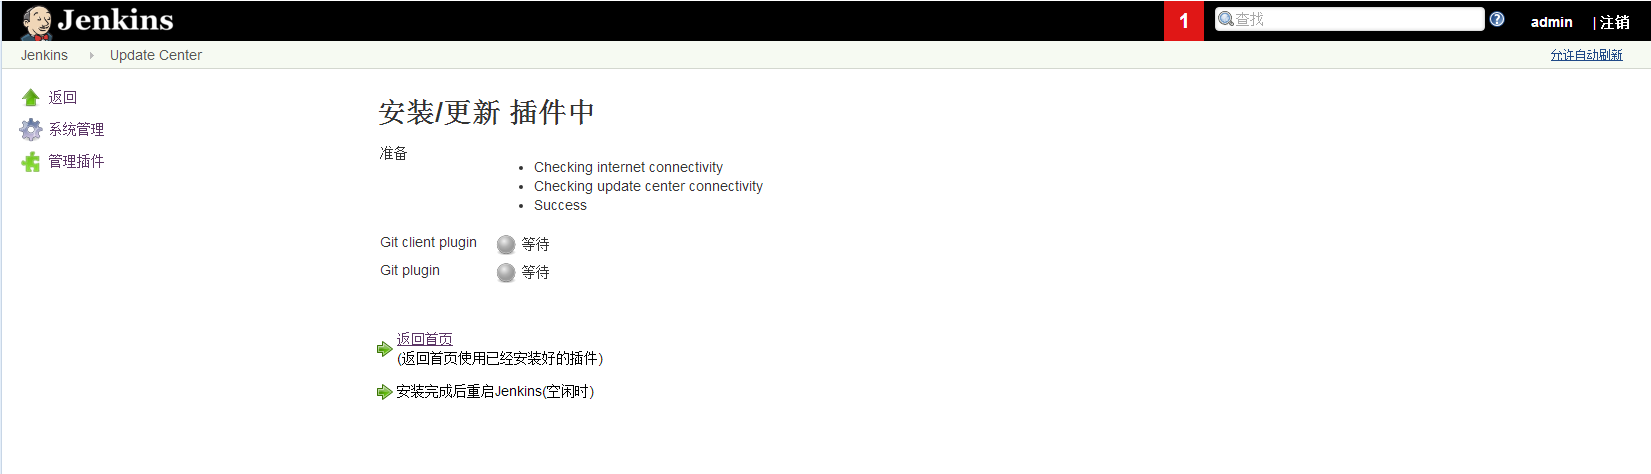 Jenkins
1
查找
admin
| 注销
Jenkins
Update Center
允许自动刷新
返回
系统管理
管理插件
安装/更新 插件中
准备
Checking internet connectivity
Checking update center connectivity
Success
Git client plugin 等待
Git plugin 等待
返回首页
(返回首页使用已经安装好的插件)
安装完成后重启Jenkins(空闲时)